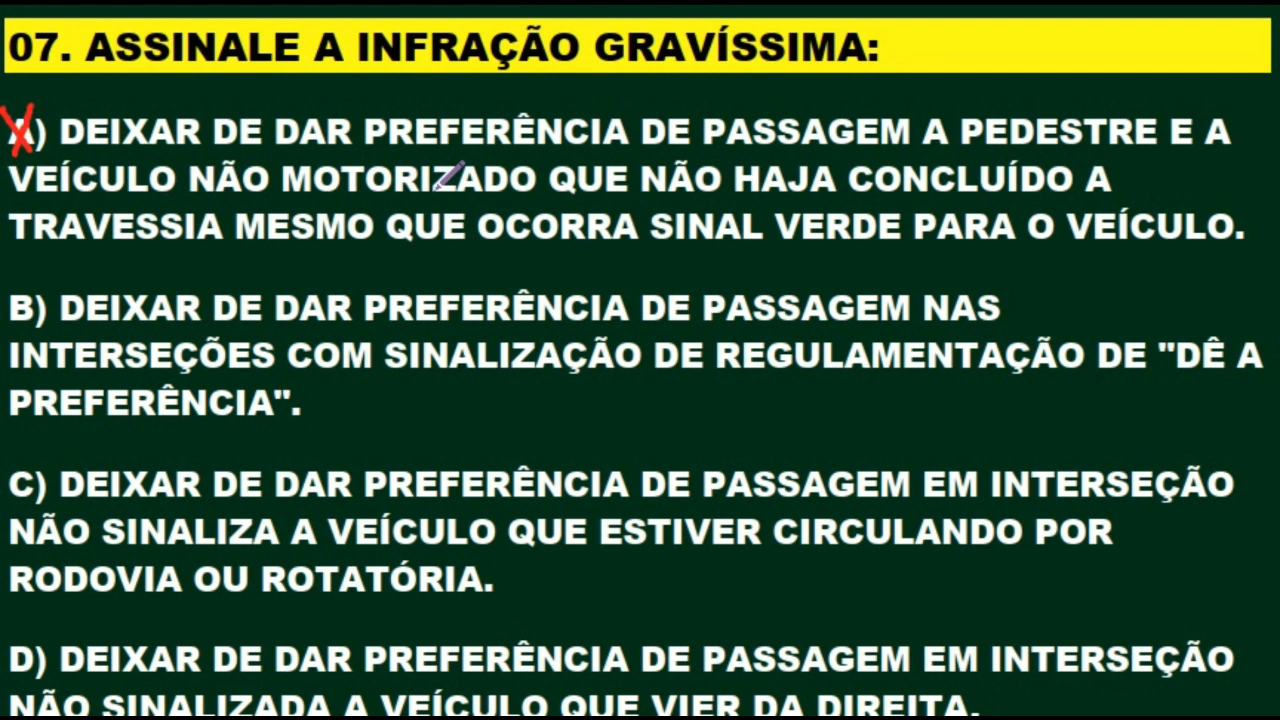 07. ASSINALE A INFRAÇÃO GRAVÍSSIMA:
A) DEIXAR DE DAR PREFERÊNCIA DE PASSAGEM A PEDESTRE E A
VEÍCULO NÃO MOTORIZADO QUE NÃO HAJA CONCLUÍDO A
TRAVESSIA MESMO QUE OCORRA SINAL VERDE PARA O VEÍCULO.
B) DEIXAR DE DAR PREFERÊNCIA DE PASSAGEM NAS
INTERSEÇÕES COM SINALIZAÇÃO DE REGULAMENTAÇÃO DE "DÊ A
PREFERÊNCIA".
C) DEIXAR DE DAR PREFERÊNCIA DE PASSAGEM EM INTERSEÇÃO
NÃO SINALIZA A VEÍCULO QUE ESTIVER CIRCULANDO POR
RODOVIA OU ROTATÓRIA.
D) DEIXAR DE DAR PREFERÊNCIA DE PASSAGEM EM INTERSEÇÃO
NÃO SINALIZADA A VEÍCULO QUE VIER DA DIREITA.